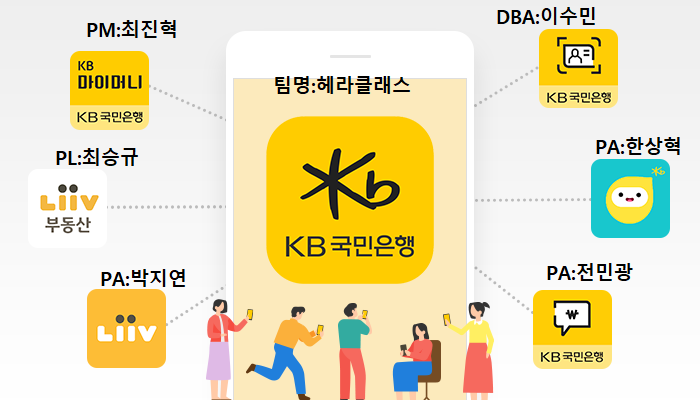 PM:최진혁
KB
마이머니
KB 국민은행
PL:최승규
Liiv
부동산
PA:박지연
Liiv
팀명:헤라클래스
Kb
KB 국민은행
DBA:이수민
KB 국민은행
PA:한상혁
Kb
PA:전민광
₩
KB 국민은행